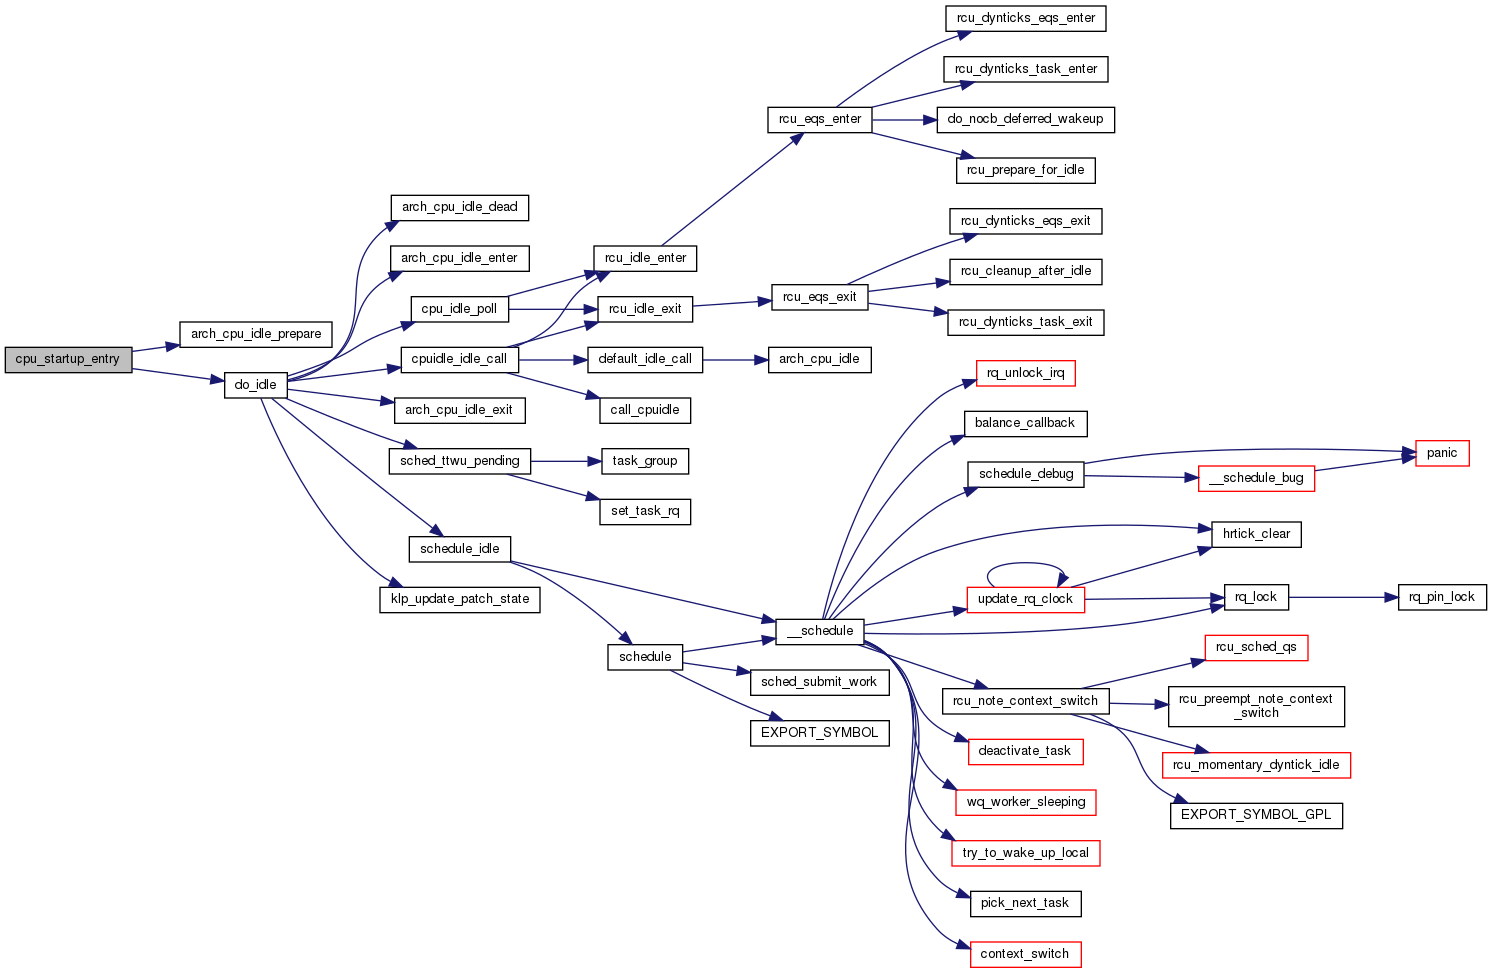 rcu_dynticks_eqs_enter
rcu_dynticks_task_enter
rcu_eqs_enter
do_nocb_deferred_wakeup
rcu_prepare_for_idle
arch_cpu_idle_dead
rcu_dynticks_eqs_exit
arch_cpu_idle_enter
rcu_idle_enter
rcu_cleanup_after_idle
rcu_eqs_exit
cpu_idle_poll
rcu_idle_exit
rcu_dynticks_task_exit
arch_cpu_idle_prepare
cpu_startup_entry
cpuidle_idle_call
default_idle_call
arch_cpu_idle
rq_unlock_irq
do_idle
arch_cpu_idle_exit
call_cpuidle
balance_callback
panic
sched_ttwu_pending
task_group
schedule_debug
__schedule_bug
set_task_rq
hrtick_clear
schedule_idle
klp_update_patch_state
update_rq_clock
rq_lock
rq_pin_lock
__schedule
schedule
rcu_sched_qs
sched_submit_work
rcu_note_context_switch
rcu_preempt_note_context
_switch
EXPORT_SYMBOL
deactivate_task
rcu_momentary_dyntick_idle
wq_worker_sleeping
EXPORT_SYMBOL_GPL
try_to_wake_up_local
pick_next_task
context_switch